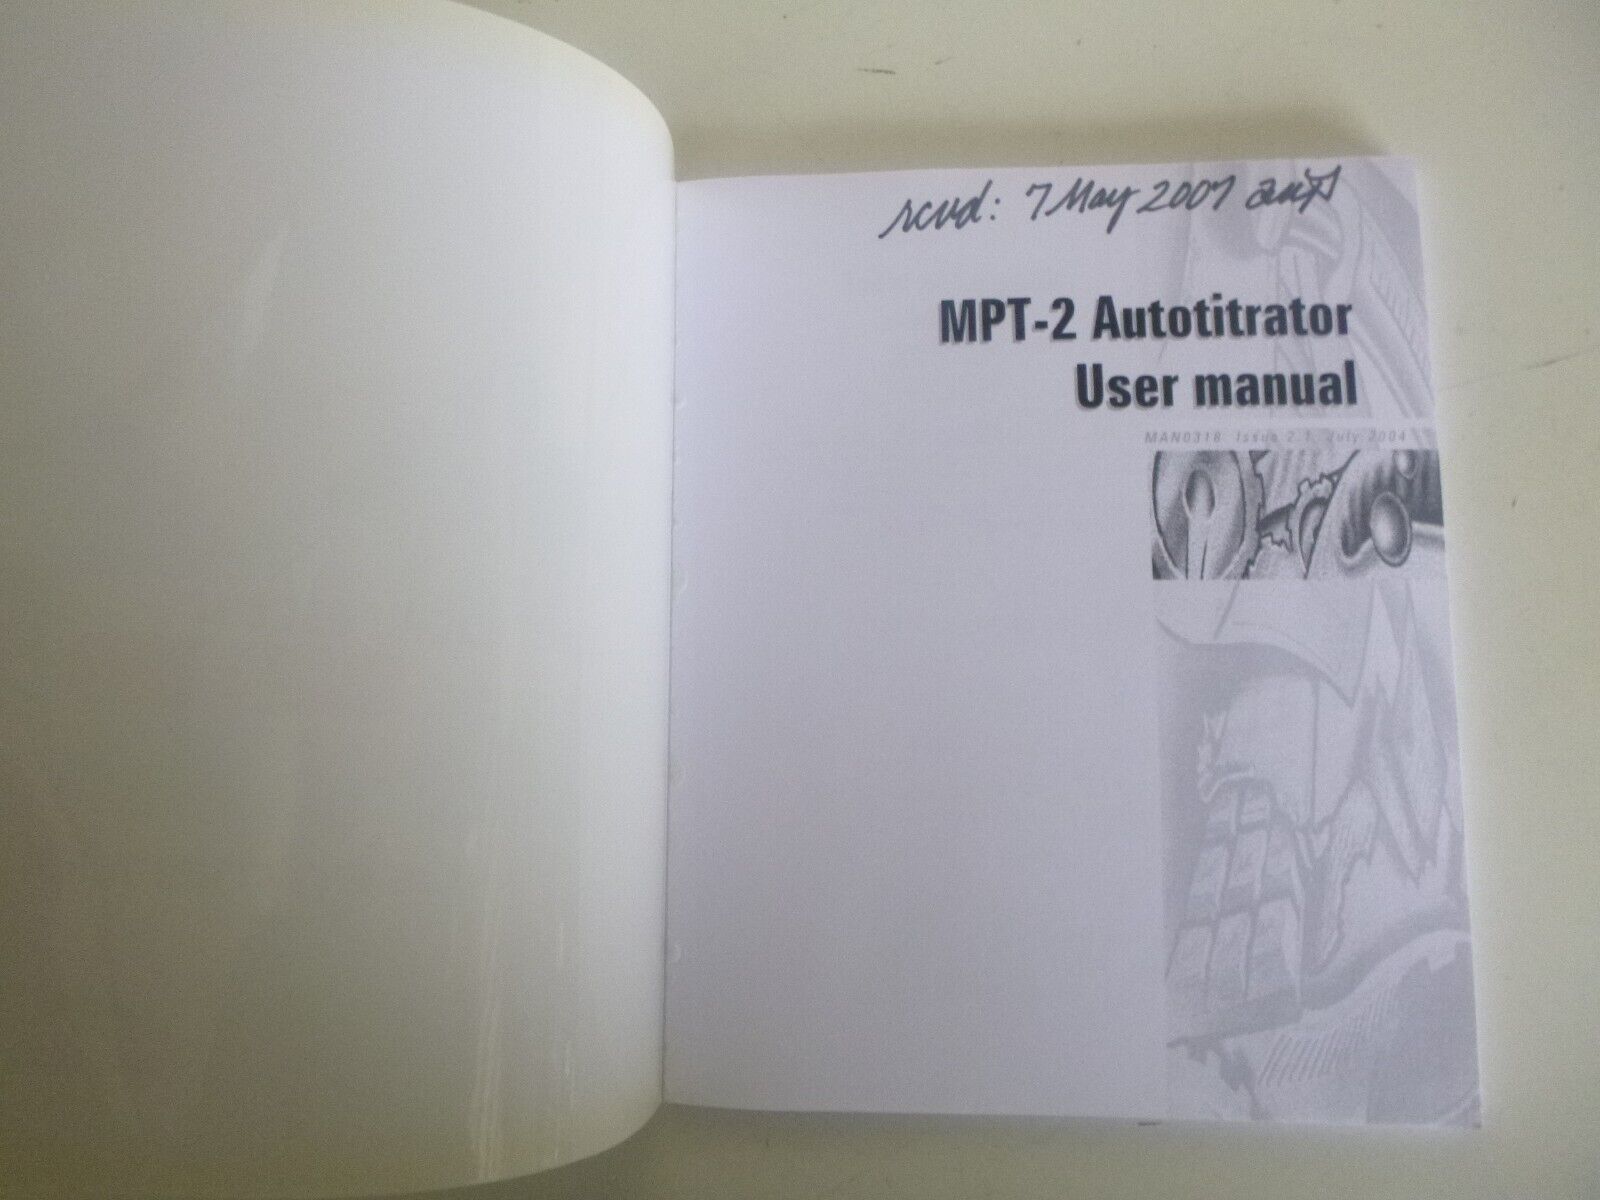 rcvd: 7 May 2007
MPT-2 Autotitrator
User manual
MAN0318 Issue 2.1 July 2004